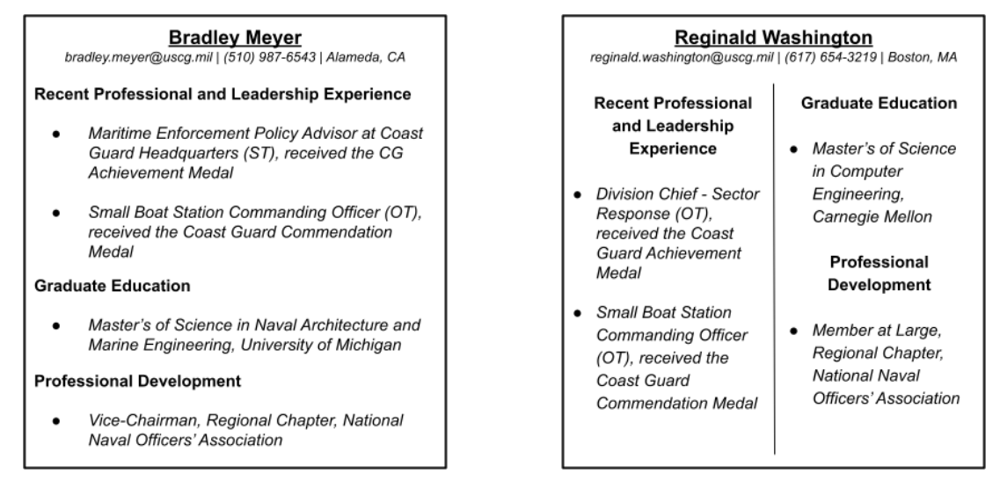 Bradley Meyer
bradley.meyer@uscg.mil | (510) 987-6543 | Alameda, CA
Recent Professional and Leadership Experience
● Maritime Enforcement Policy Advisor at Coast
Guard Headquarters (ST), received the CG
Achievement Medal
● Small Boat Station Commanding Officer (OT),
received the Coast Guard Commendation
Medal
Graduate Education
● Master's of Science in Naval Architecture and
Marine Engineering, University of Michigan
Professional Development
● Vice-Chairman, Regional Chapter, National
Naval Officers' Association
Reginald Washington
reginald.washington@uscg.mil | (617) 654-3219 | Boston, MA
Recent Professional
and Leadership
Experience
● Division Chief - Sector
Response (OT),
received the Coast
Guard Achievement
Medal
● Small Boat Station
Commanding Officer
(OT), received the
Coast Guard
Commendation Medal
Graduate Education
● Master's of Science
in Computer
Engineering,
Carnegie Mellon
Professional
Development
● Member at Large,
Regional Chapter,
National Naval
Officers' Association